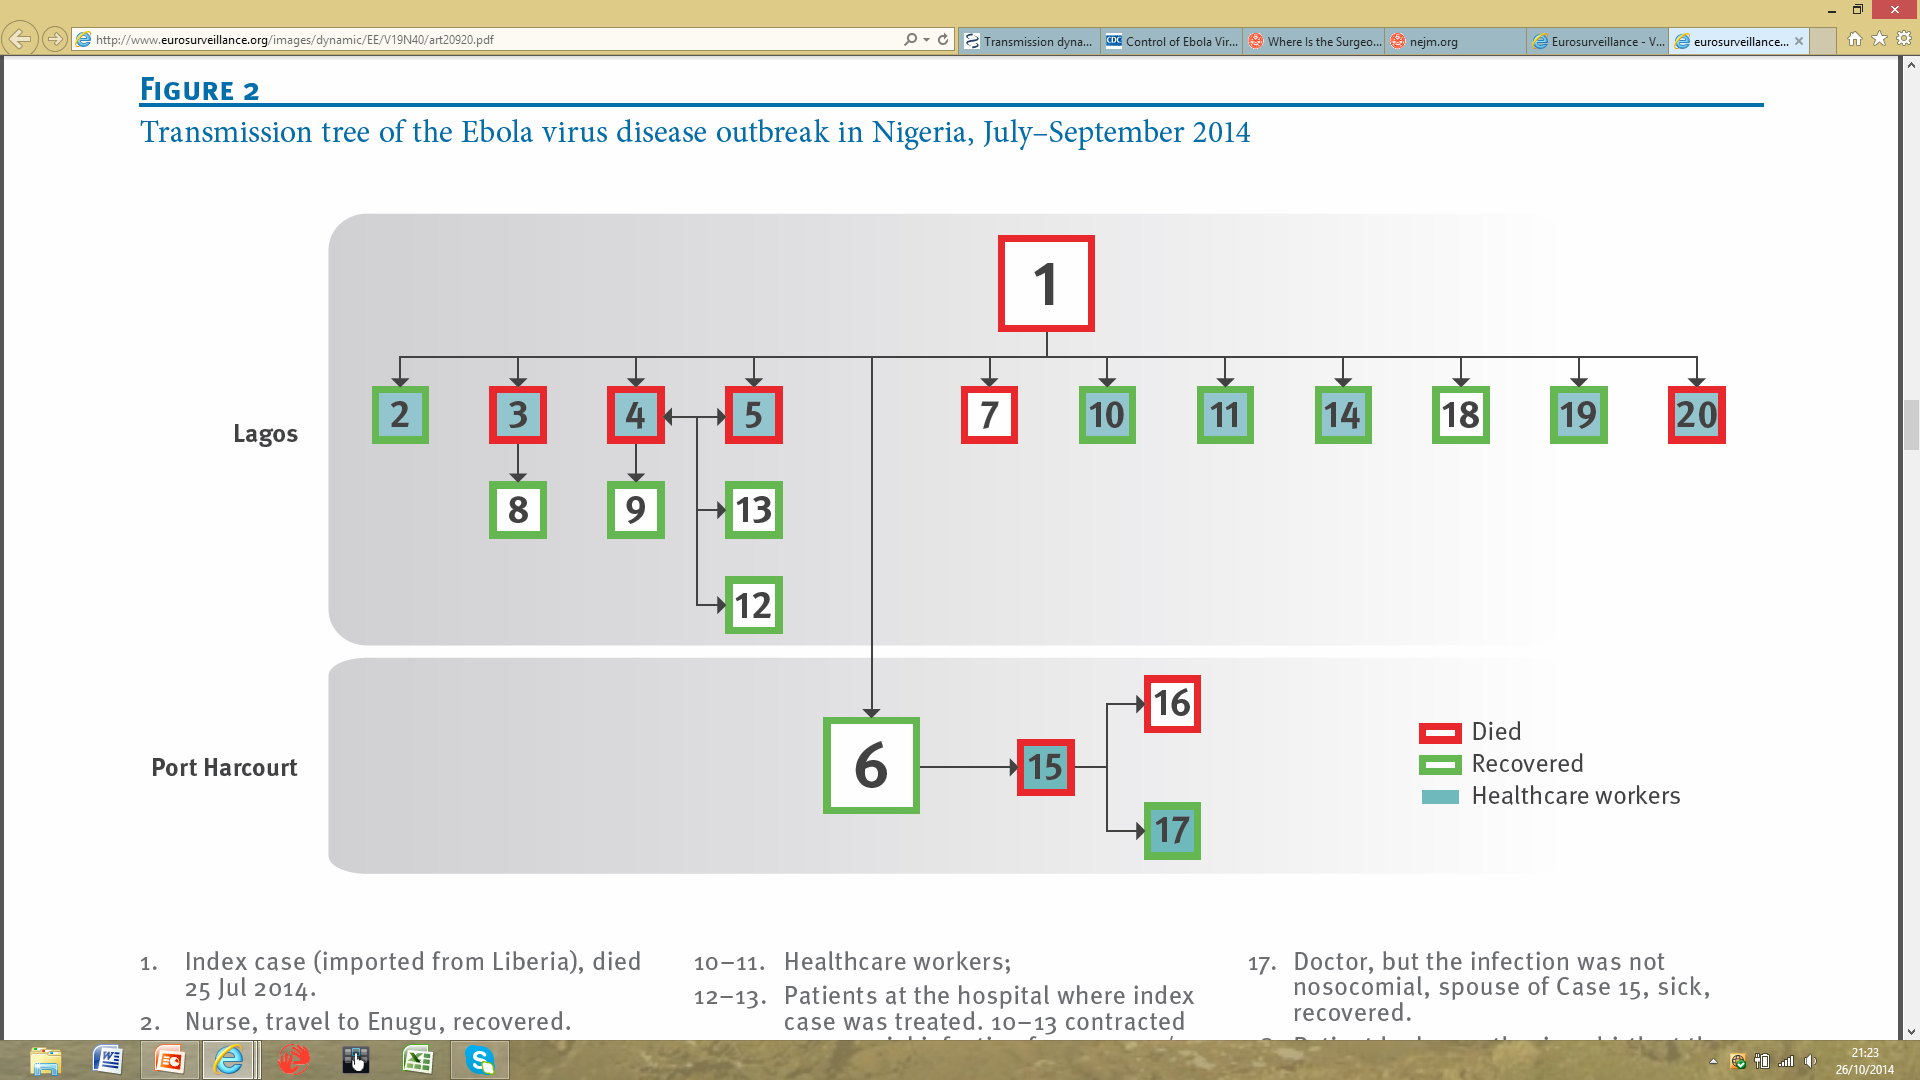 http://www.eurosurveillance.org/images/dynamic/EE/V19N40/art20920.pdf
Transmission dyna...
CDC
Control of Ebola Vir...
Where Is the Surgeo...
nejm.org
Eurosurveillance - V...
eurosurveillance...
FIGURE 2
Transmission tree of the Ebola virus disease outbreak in Nigeria, July–September 2014
1
2 3 4 5 7 10 11 14 18 19 20
Lagos
8 9 13
12
16
6 15
Port Harcourt
17
Died
Recovered
Healthcare workers
1. Index case (imported from Liberia), died
25 Jul 2014.
2. Nurse, travel to Enugu, recovered.
10–11. Healthcare workers;
12–13. Patients at the hospital where index
case was treated. 10–13 contracted
17. Doctor, but the infection was not
nosocomial, spouse of Case 15, sick,
recovered.
21:23
26/10/2014